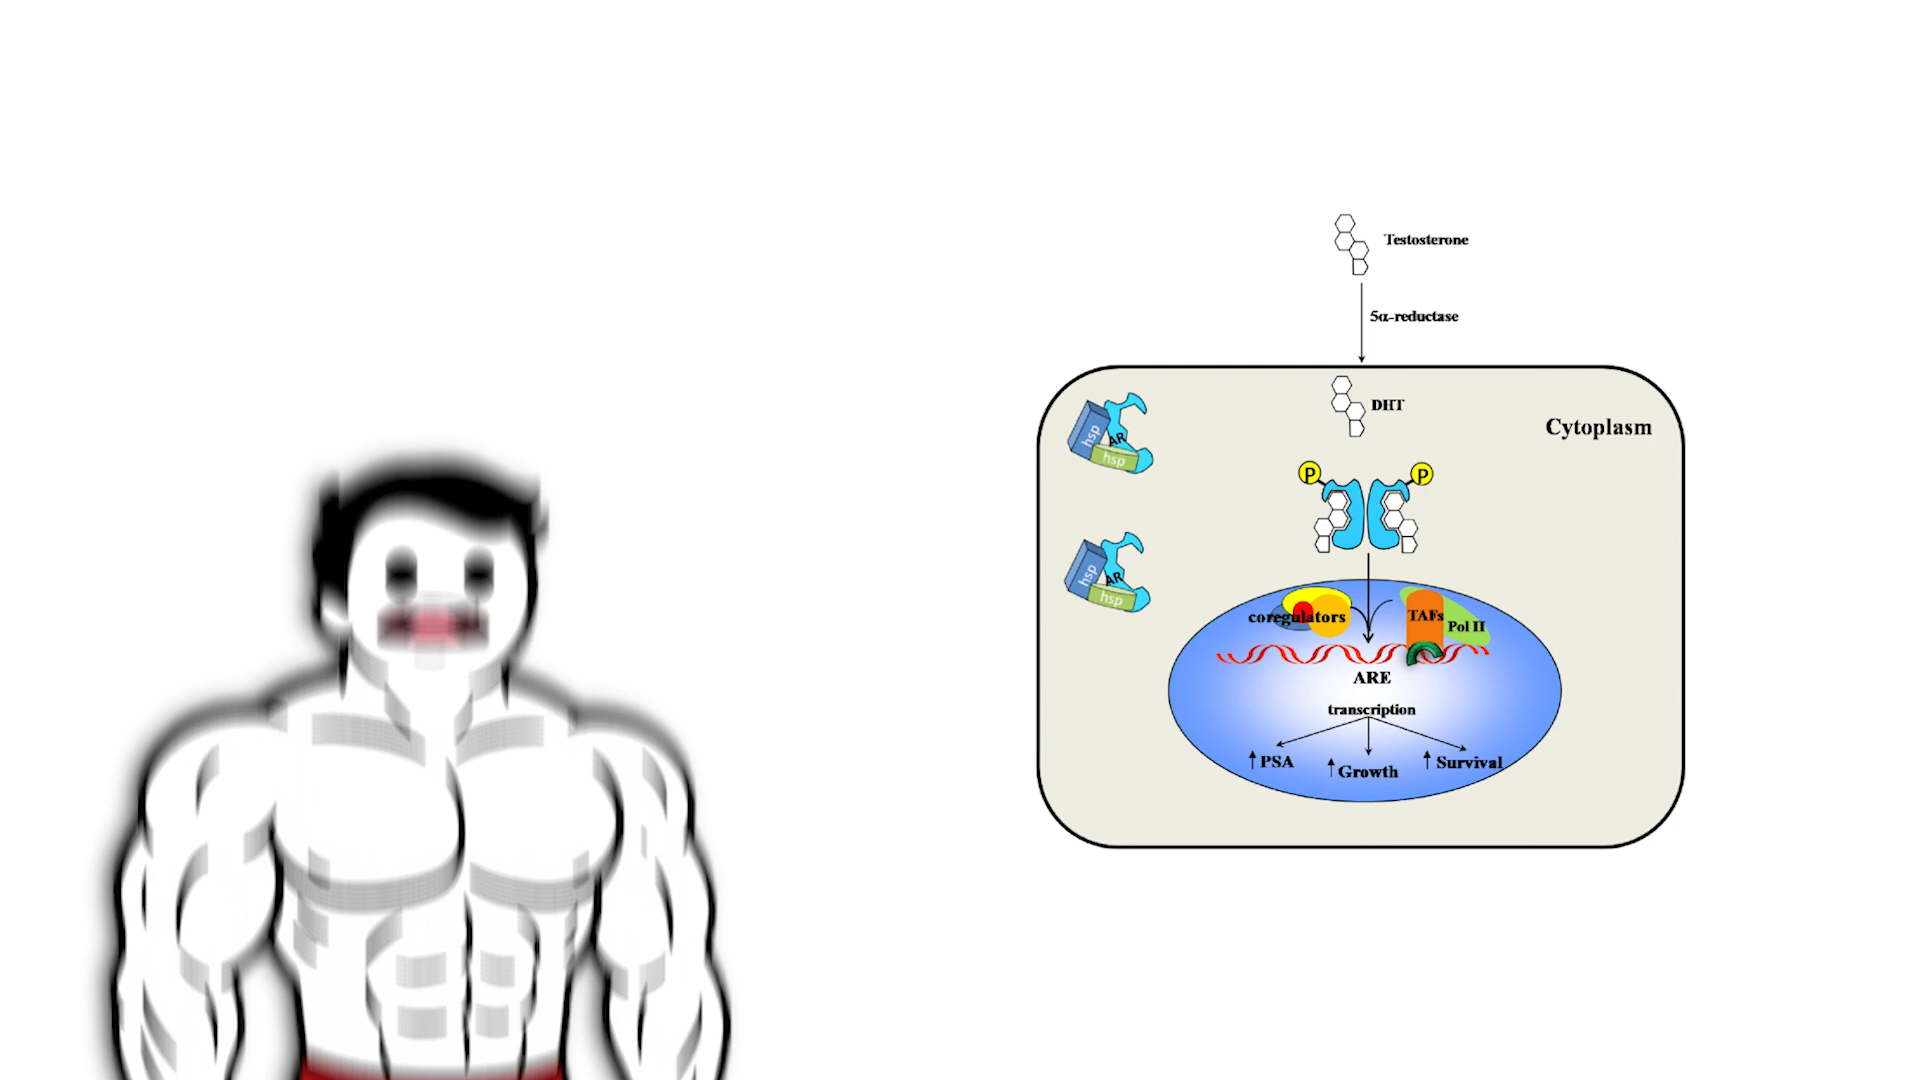 Testosterone
5α-reductase
DHT
Cytoplasm
hsp
AR
hsp
P
P
hsp
AR
hsp
coregulators
TAFs
Pol II
ARE
transcription
↑ PSA
↑ Growth
↑ Survival